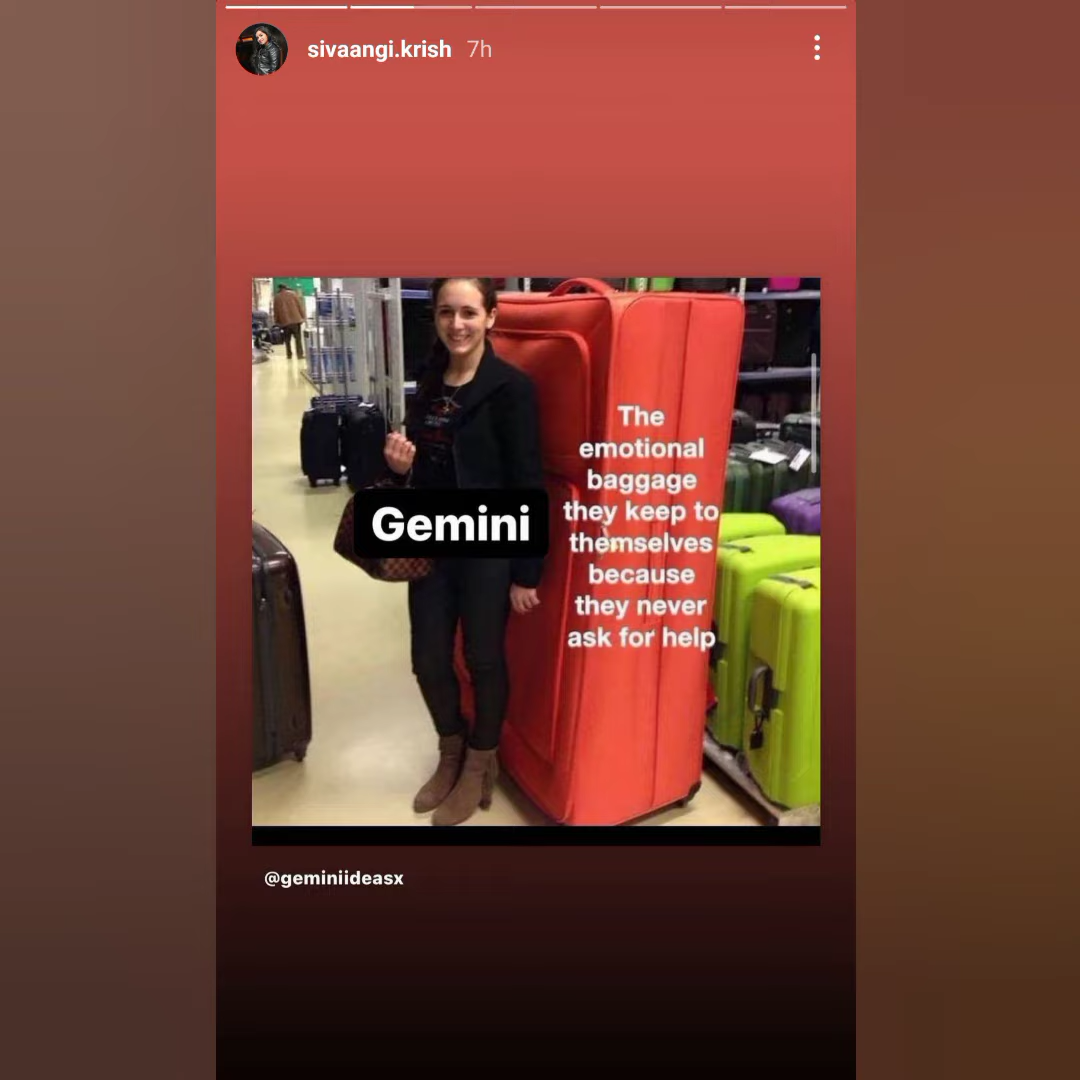 sivaangi.krish 7h
Gemini
The
emotional
baggage
they keep to
themselves
because
they never
ask for help
@geminiideasx